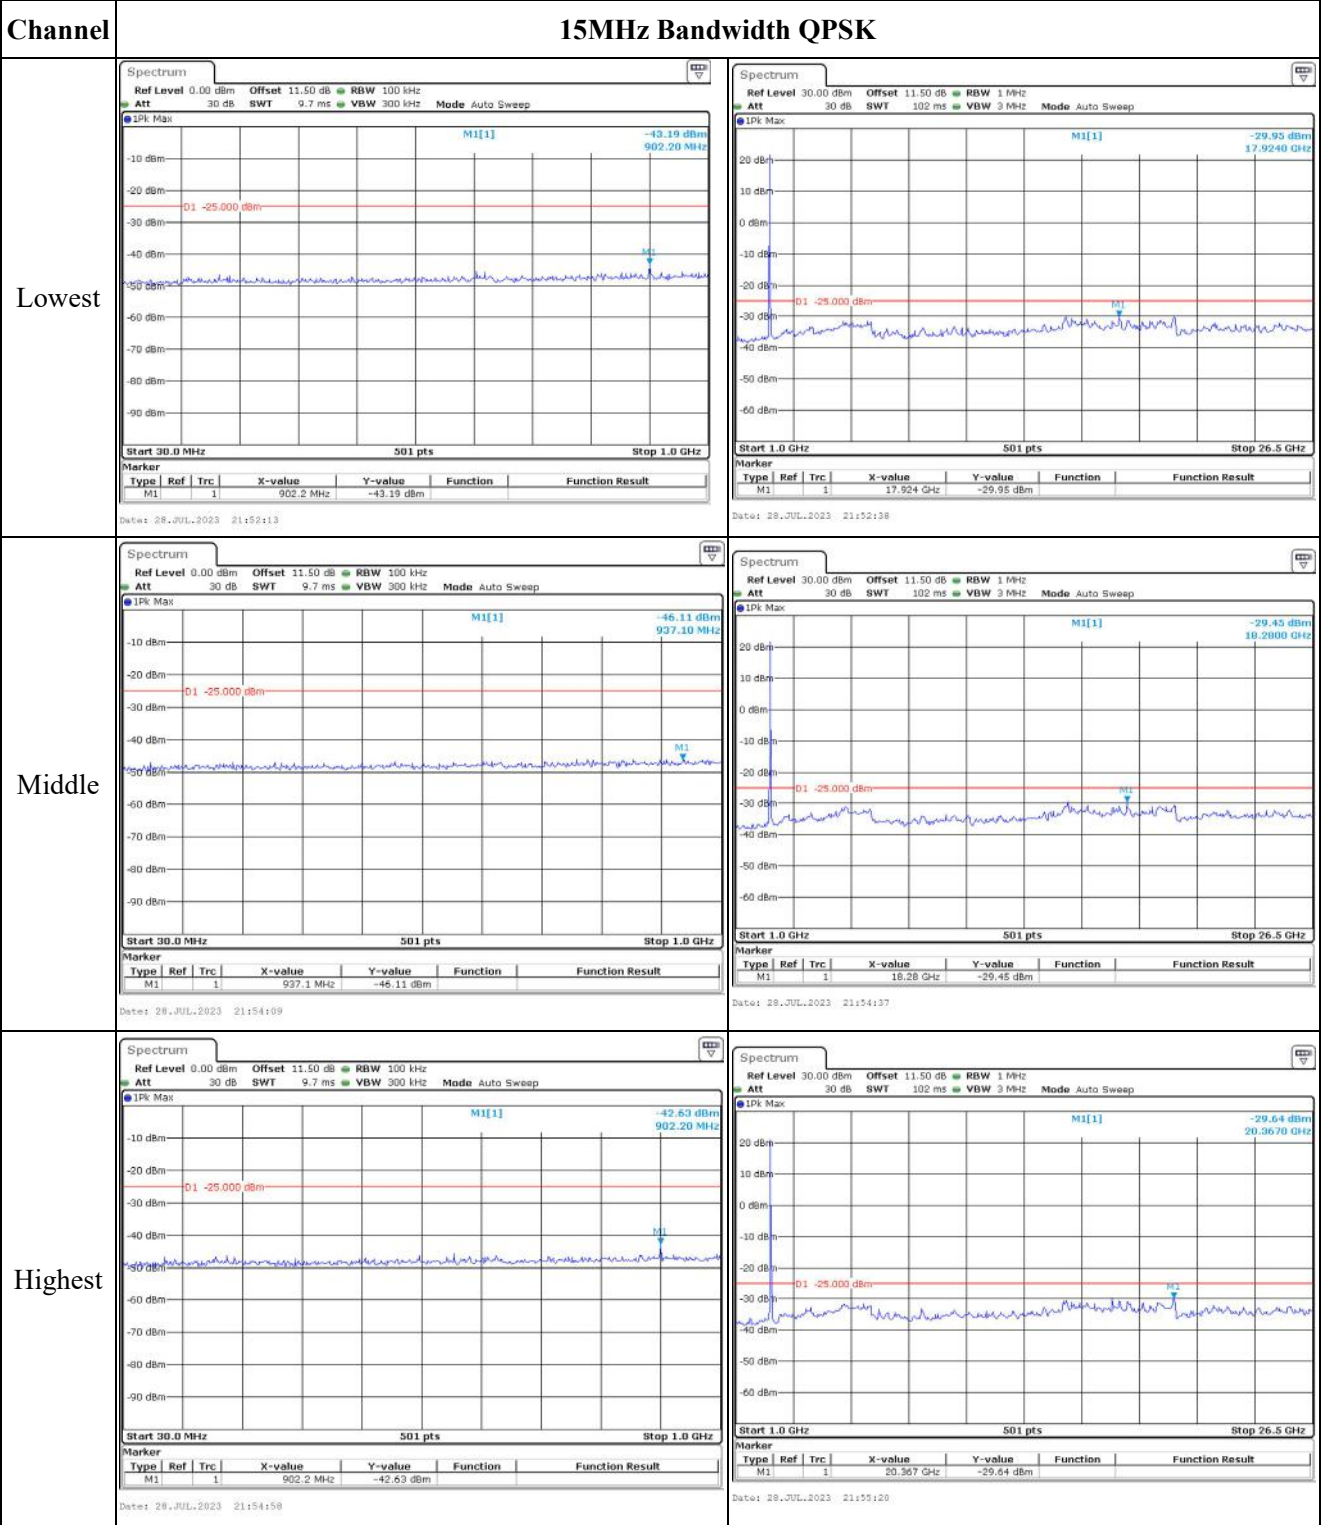 Channel
15MHz Bandwidth QPSK
Lowest
Spectrum
Ref Level 0.00 dBm Offset 11.50 dB RBW 100 kHz
Att 30 dB SWT 9.7 ms VBW 300 kHz Mode Auto Sweep
1Pk Max
M1[1] -43.19 dBm
902.20 MHz
-10 dBm
-20 dBm
D1 -25.000 dBm
-30 dBm
-40 dBm
M1
-50 dBm
-60 dBm
-70 dBm
-80 dBm
-90 dBm
Start 30.0 MHz 501 pts Stop 1.0 GHz
Marker
Type Ref Trc X-value Y-value Function Function Result
M1 1 902.2 MHz -43.19 dBm
Date: 28.JUL.2023 21:52:13
Spectrum
Ref Level 30.00 dBm Offset 11.50 dB RBW 1 MHz
Att 30 dB SWT 102 ms VBW 3 MHz Mode Auto Sweep
1Pk Max
M1[1] -29.95 dBm
17.9240 GHz
20 dBm
10 dBm
0 dBm
-10 dBm
-20 dBm
D1 -25.000 dBm
M1
-30 dBm
-40 dBm
-50 dBm
-60 dBm
Start 1.0 GHz 501 pts Stop 26.5 GHz
Marker
Type Ref Trc X-value Y-value Function Function Result
M1 1 17.924 GHz -29.95 dBm
Date: 28.JUL.2023 21:52:38
Middle
Spectrum
Ref Level 0.00 dBm Offset 11.50 dB RBW 100 kHz
Att 30 dB SWT 9.7 ms VBW 300 kHz Mode Auto Sweep
1Pk Max
M1[1] -46.11 dBm
937.10 MHz
-10 dBm
-20 dBm
D1 -25.000 dBm
-30 dBm
-40 dBm
M1
-50 dBm
-60 dBm
-70 dBm
-80 dBm
-90 dBm
Start 30.0 MHz 501 pts Stop 1.0 GHz
Marker
Type Ref Trc X-value Y-value Function Function Result
M1 1 937.1 MHz -46.11 dBm
Date: 28.JUL.2023 21:54:09
Spectrum
Ref Level 30.00 dBm Offset 11.50 dB RBW 1 MHz
Att 30 dB SWT 102 ms VBW 3 MHz Mode Auto Sweep
1Pk Max
M1[1] -29.45 dBm
18.2800 GHz
20 dBm
10 dBm
0 dBm
-10 dBm
-20 dBm
D1 -25.000 dBm
M1
-30 dBm
-40 dBm
-50 dBm
-60 dBm
Start 1.0 GHz 501 pts Stop 26.5 GHz
Marker
Type Ref Trc X-value Y-value Function Function Result
M1 1 18.28 GHz -29.45 dBm
Date: 28.JUL.2023 21:54:37
Highest
Spectrum
Ref Level 0.00 dBm Offset 11.50 dB RBW 100 kHz
Att 30 dB SWT 9.7 ms VBW 300 kHz Mode Auto Sweep
1Pk Max
M1[1] -42.63 dBm
902.20 MHz
-10 dBm
-20 dBm
D1 -25.000 dBm
-30 dBm
-40 dBm
M1
-50 dBm
-60 dBm
-70 dBm
-80 dBm
-90 dBm
Start 30.0 MHz 501 pts Stop 1.0 GHz
Marker
Type Ref Trc X-value Y-value Function Function Result
M1 1 902.2 MHz -42.63 dBm
Date: 28.JUL.2023 21:54:58
Spectrum
Ref Level 30.00 dBm Offset 11.50 dB RBW 1 MHz
Att 30 dB SWT 102 ms VBW 3 MHz Mode Auto Sweep
1Pk Max
M1[1] -29.64 dBm
20.3670 GHz
20 dBm
10 dBm
0 dBm
-10 dBm
-20 dBm
D1 -25.000 dBm
M1
-30 dBm
-40 dBm
-50 dBm
-60 dBm
Start 1.0 GHz 501 pts Stop 26.5 GHz
Marker
Type Ref Trc X-value Y-value Function Function Result
M1 1 20.367 GHz -29.64 dBm
Date: 28.JUL.2023 21:55:20